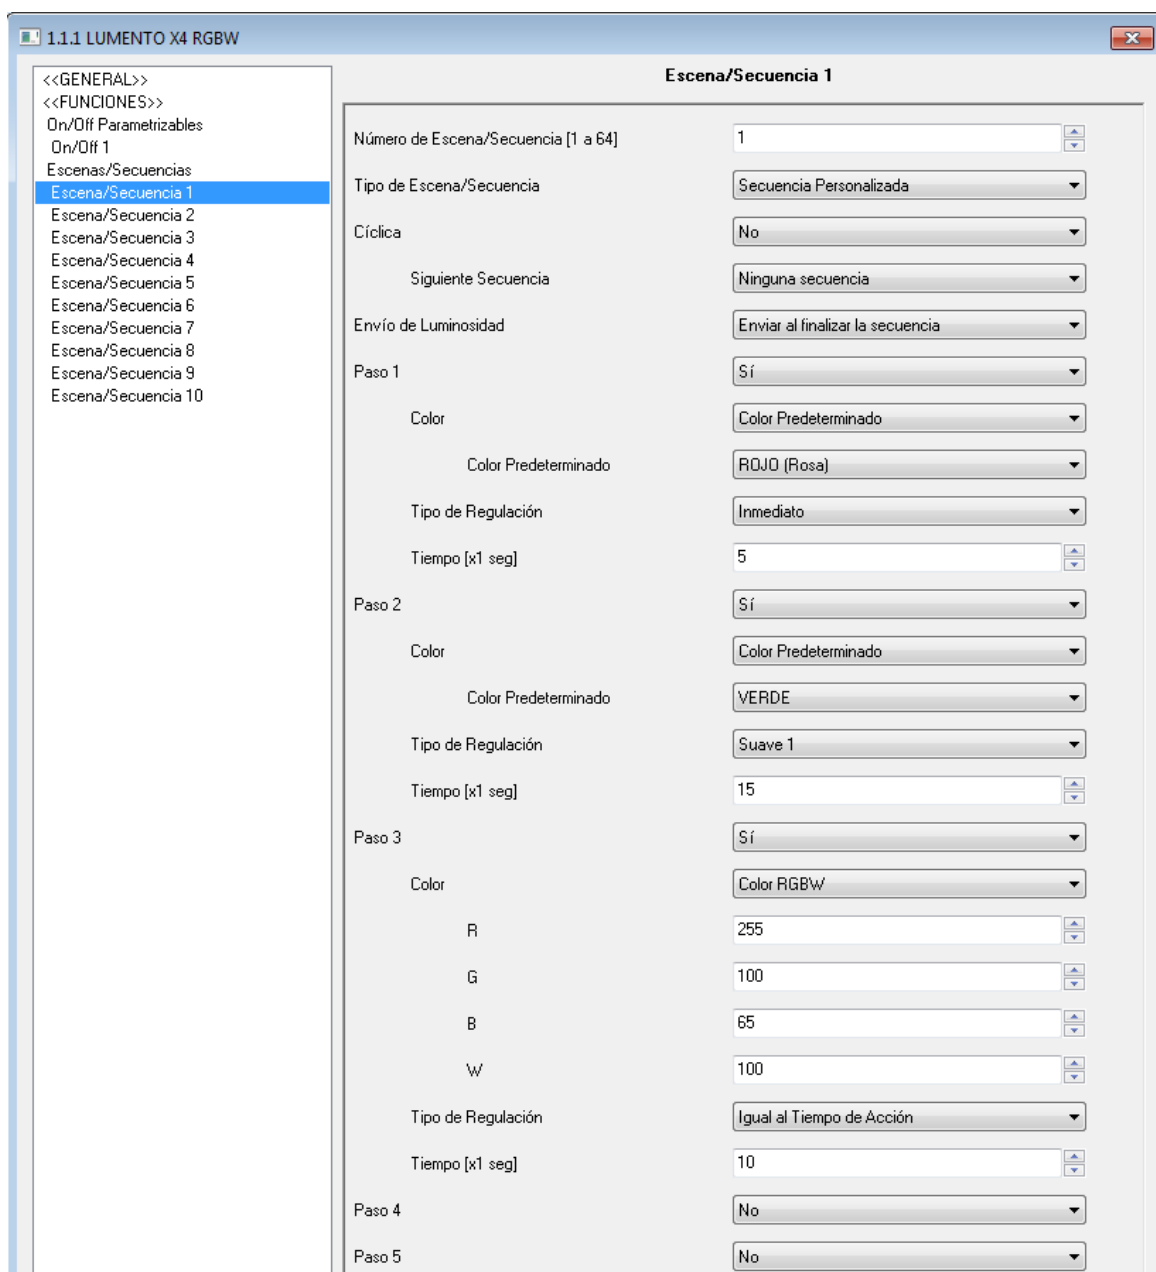 1.1.1 LUMENTO X4 RGBW
<<GENERAL>>
<<FUNCIONES>>
On/Off Parametrizables
On/Off 1
Escenas/Secuencias
Escena/Secuencia 1
Escena/Secuencia 2
Escena/Secuencia 3
Escena/Secuencia 4
Escena/Secuencia 5
Escena/Secuencia 6
Escena/Secuencia 7
Escena/Secuencia 8
Escena/Secuencia 9
Escena/Secuencia 10
Escena/Secuencia 1
Número de Escena/Secuencia [1 a 64] 1
Tipo de Escena/Secuencia Secuencia Personalizada
Cíclica No
Siguiente Secuencia Ninguna secuencia
Envío de Luminosidad Enviar al finalizar la secuencia
Paso 1 Sí
Color Color Predeterminado
Color Predeterminado ROJO (Rosa)
Tipo de Regulación Inmediato
Tiempo [x1 seg] 5
Paso 2 Sí
Color Color Predeterminado
Color Predeterminado VERDE
Tipo de Regulación Suave 1
Tiempo [x1 seg] 15
Paso 3 Sí
Color Color RGBW
R 255
G 100
B 65
W 100
Tipo de Regulación Igual al Tiempo de Acción
Tiempo [x1 seg] 10
Paso 4 No
Paso 5 No